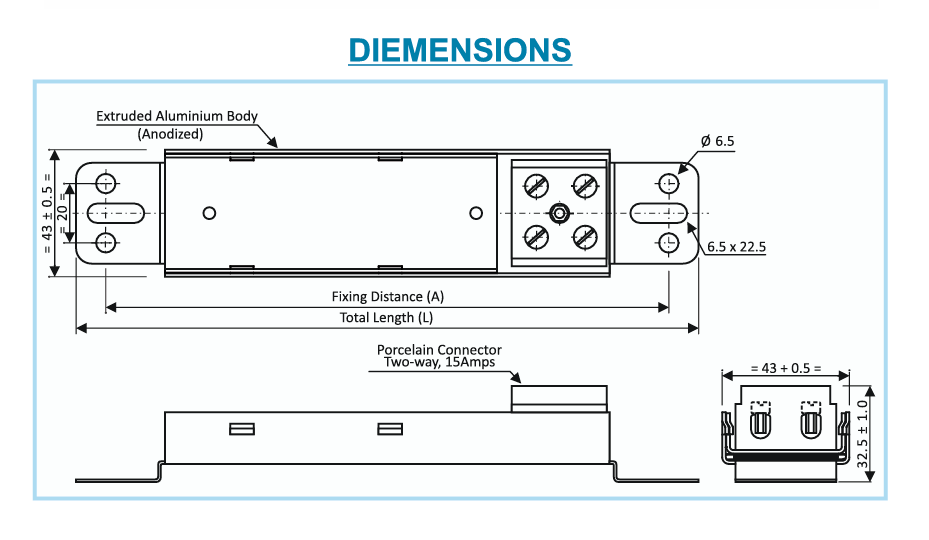 DIEMENSIONS
Extruded Aluminium Body
(Anodized)
Ø 6.5
= 43 ± 0.5 =
= 20 =
6.5 x 22.5
Fixing Distance (A)
Total Length (L)
Porcelain Connector
Two-way, 15Amps
= 43 + 0.5 =
32.5 ± 1.0